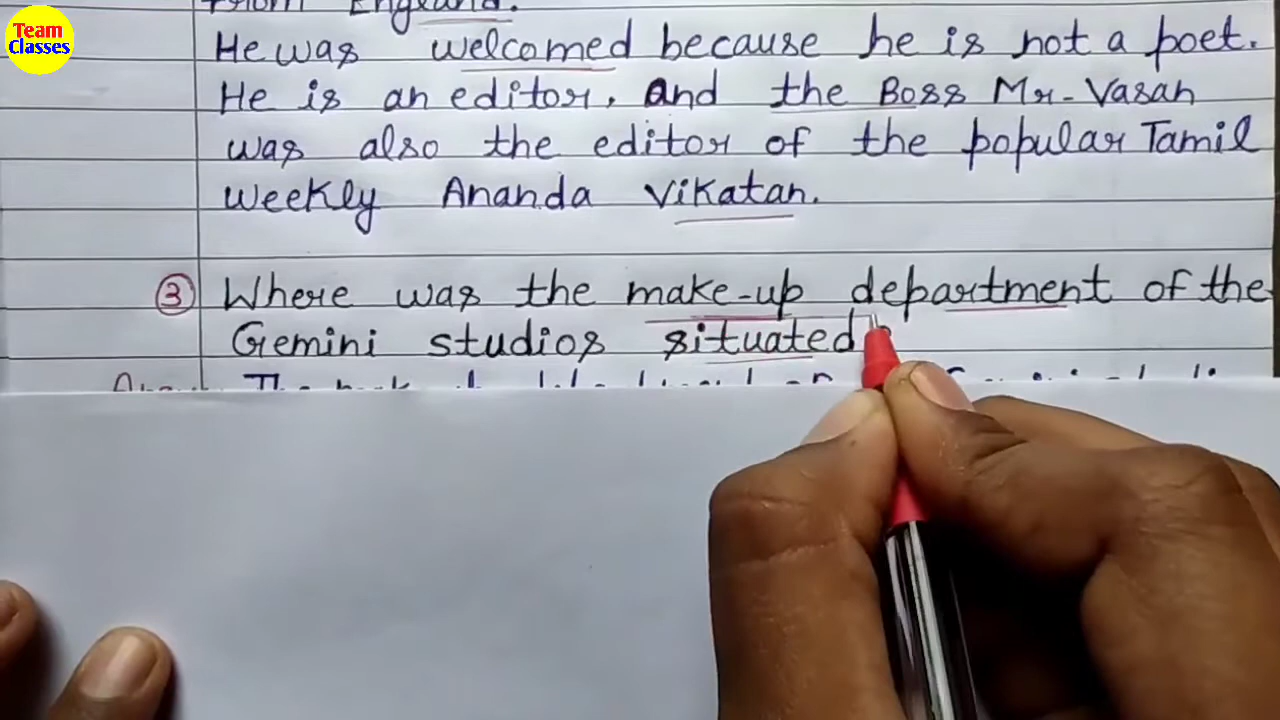 Team
Classes
From England.
He was welcomed because he is not a poet.
He is an editor. And the Boss Mr. Vasan
was also the editor of the popular Tamil
Weekly Ananda Vikatan.
3 Where was the make-up department of the
Gemini studios situated